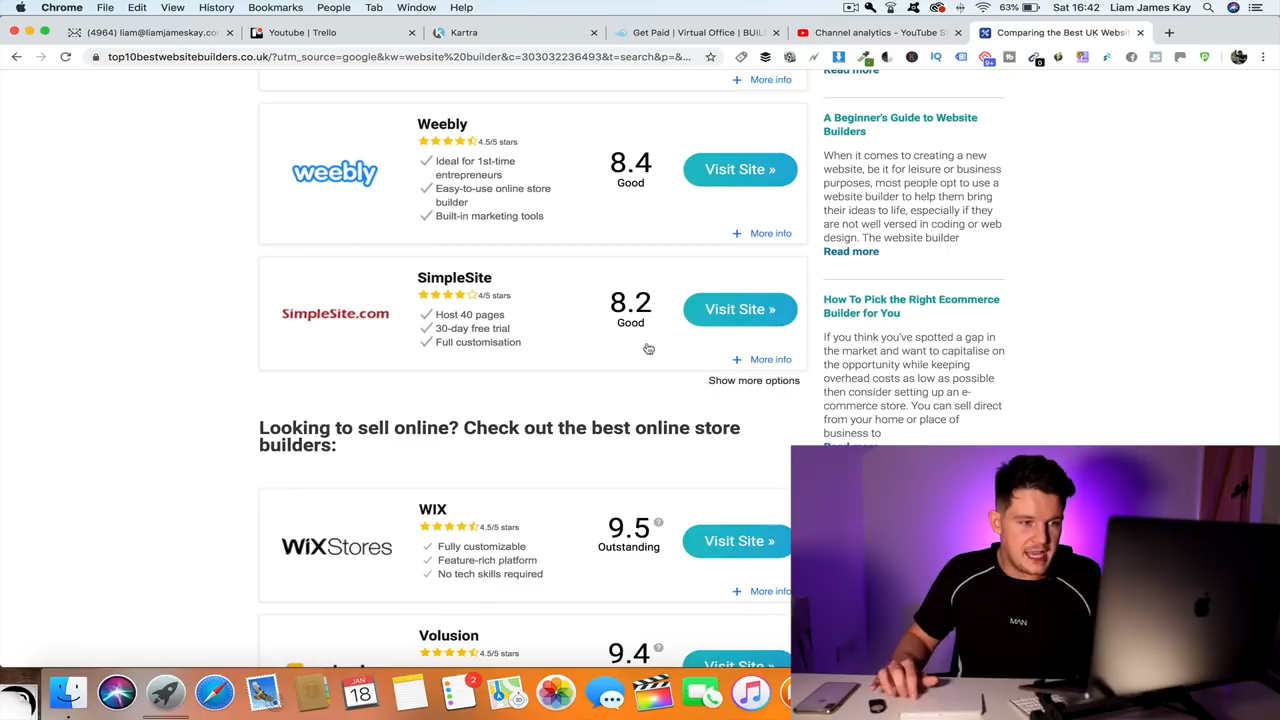 Chrome File Edit View History Bookmarks People Tab Window Help
63% Sat 16:42 Liam James Kay
(4964) liam@liamjameskay.com
Youtube | Trello
Kartra
Get Paid | Virtual Office | BUIL
Channel analytics - YouTube S
Comparing the Best UK Websi
top10bestwebsitebuilders.co.uk/?utm_source=google&kw=website%20builder&c=303032236493&t=search&p=&...
+ More info
Read more
Weebly
4.5/5 stars
Ideal for 1st-time
entrepreneurs
Easy-to-use online store
builder
Built-in marketing tools
weebly
8.4
Good
Visit Site »
+ More info
SimpleSite
4/5 stars
Host 40 pages
30-day free trial
Full customisation
SimpleSite.com
8.2
Good
Visit Site »
+ More info
Show more options
Looking to sell online? Check out the best online store
builders:
WIX
4.5/5 stars
Fully customizable
Feature-rich platform
No tech skills required
WiXStores
9.5
Outstanding
Visit Site »
+ More info
Volusion
4.5/5 stars
9.4
Visit Site »
A Beginner's Guide to Website
Builders
When it comes to creating a new
website, be it for leisure or business
purposes, most people opt to use a
website builder to help them bring
their ideas to life, especially if they
are not well versed in coding or web
design. The website builder
Read more
How To Pick the Right Ecommerce
Builder for You
If you think you've spotted a gap in
the market and want to capitalise on
the opportunity while keeping
overhead costs as low as possible
then consider setting up an e-
commerce store. You can sell direct
from your home or place of
business to
MAN
JAN
18
2